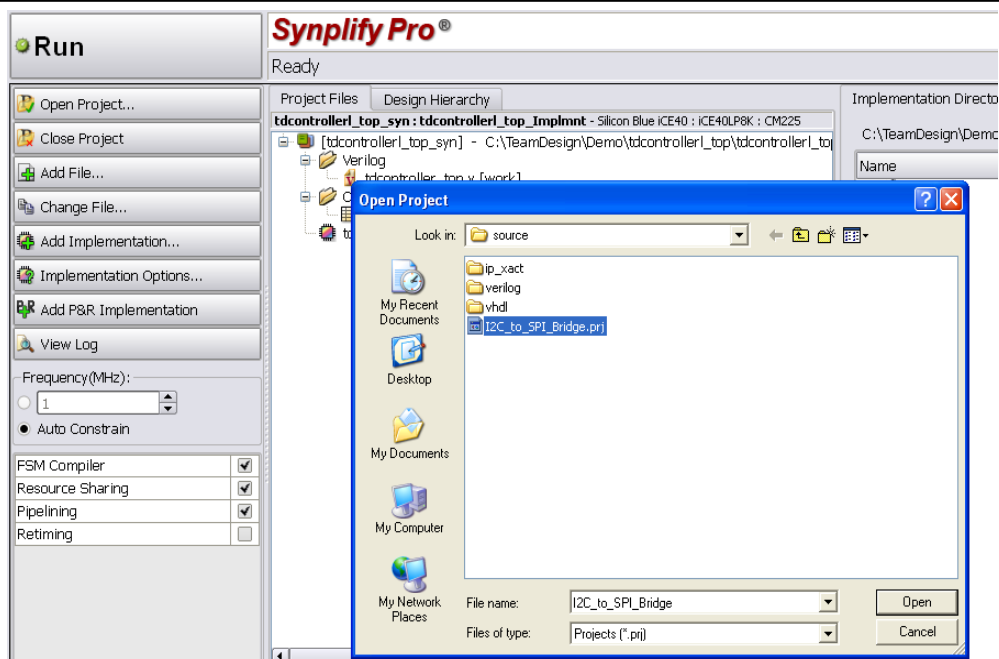 Run
Synplify Pro®
Ready
Open Project...
Close Project
Add File...
Change File...
Add Implementation...
Implementation Options...
P&R Add P&R Implementation
View Log
Frequency(MHz):
1
Auto Constrain
FSM Compiler
Resource Sharing
Pipelining
Retiming
Project Files
Design Hierarchy
tdcontrollerl_top_syn : tdcontrollerl_top_Implmnt - Silicon Blue iCE40 : iCE40LP8K : CM225
[tdcontrollerl_top_syn] - C:\TeamDesign\Demo\tdcontrollerl_top\tdcontrollerl_top
Verilog
tdcontroller_top.v [work]
Implementation Directo
C:\TeamDesign\Demo
Name
Open Project
Look in: source
ip_xact
verilog
vhdl
I2C_to_SPI_Bridge.prj
My Recent
Documents
Desktop
My Documents
My Computer
My Network
Places
File name: I2C_to_SPI_Bridge
Open
Files of type: Projects (*.prj)
Cancel